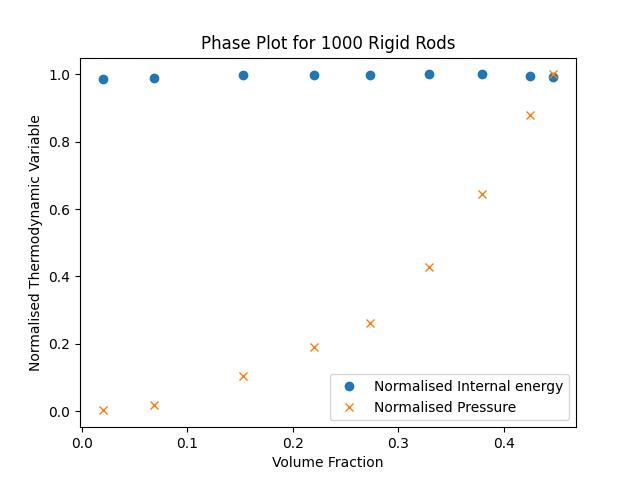 Phase Plot for 1000 Rigid Rods
Normalised Thermodynamic Variable
1.0
0.8
0.6
0.4
0.2
0.0
Normalised Internal energy
Normalised Pressure
0.0 0.1 0.2 0.3 0.4
Volume Fraction